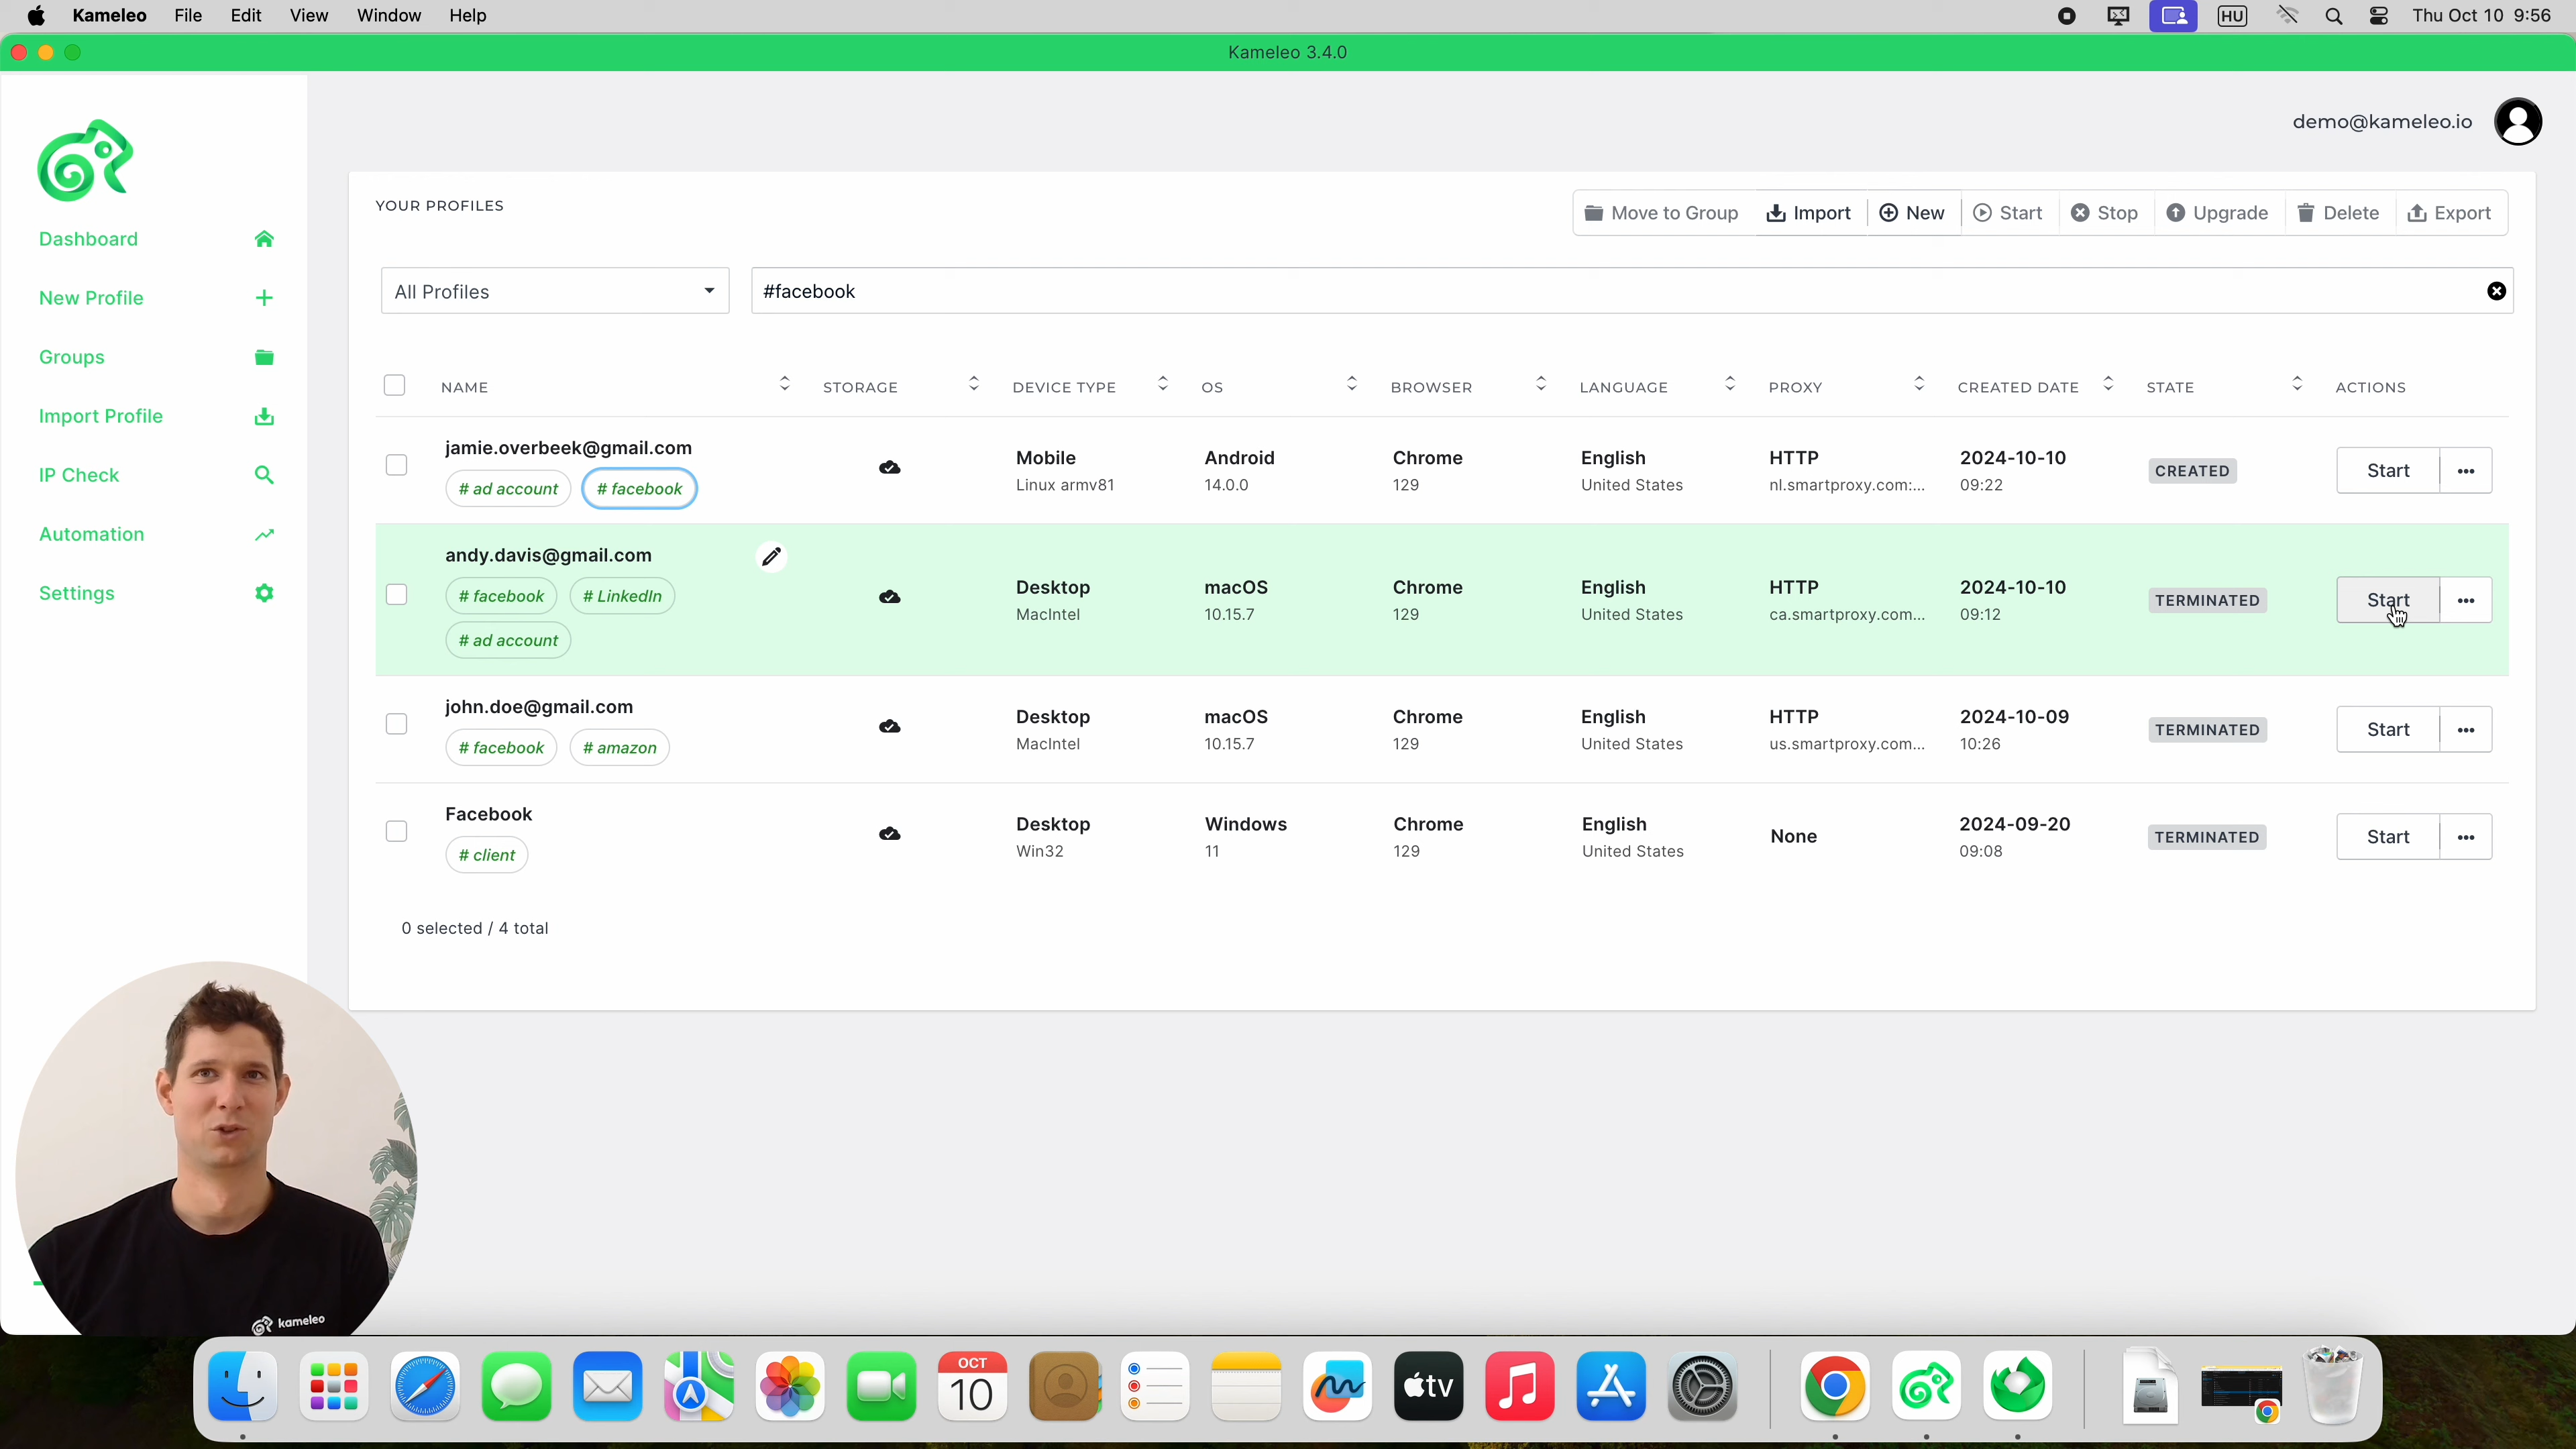 Kameleo File Edit View Window Help HU Thu Oct 10 9:56
Kameleo 3.4.0
demo@kameleo.io
YOUR PROFILES
Move to Group Import New Start Stop Upgrade Delete Export
Dashboard
New Profile
Groups
Import Profile
IP Check
Automation
Settings
All Profiles #facebook
NAME STORAGE DEVICE TYPE OS BROWSER LANGUAGE PROXY CREATED DATE STATE ACTIONS
jamie.overbeek@gmail.com Mobile Android Chrome English HTTP 2024-10-10 CREATED Start
# ad account # facebook Linux armv81 14.0.0 129 United States nl.smartproxy.com:... 09:22
andy.davis@gmail.com
# facebook # LinkedIn Desktop macOS Chrome English HTTP 2024-10-10 TERMINATED Start
MacIntel 10.15.7 129 United States ca.smartproxy.com... 09:12
# ad account
john.doe@gmail.com Desktop macOS Chrome English HTTP 2024-10-09 TERMINATED Start
# facebook # amazon MacIntel 10.15.7 129 United States us.smartproxy.com... 10:26
Facebook Desktop Windows Chrome English None 2024-09-20 TERMINATED Start
# client Win32 11 129 United States 09:08
0 selected / 4 total
kameleo
OCT
10
tv